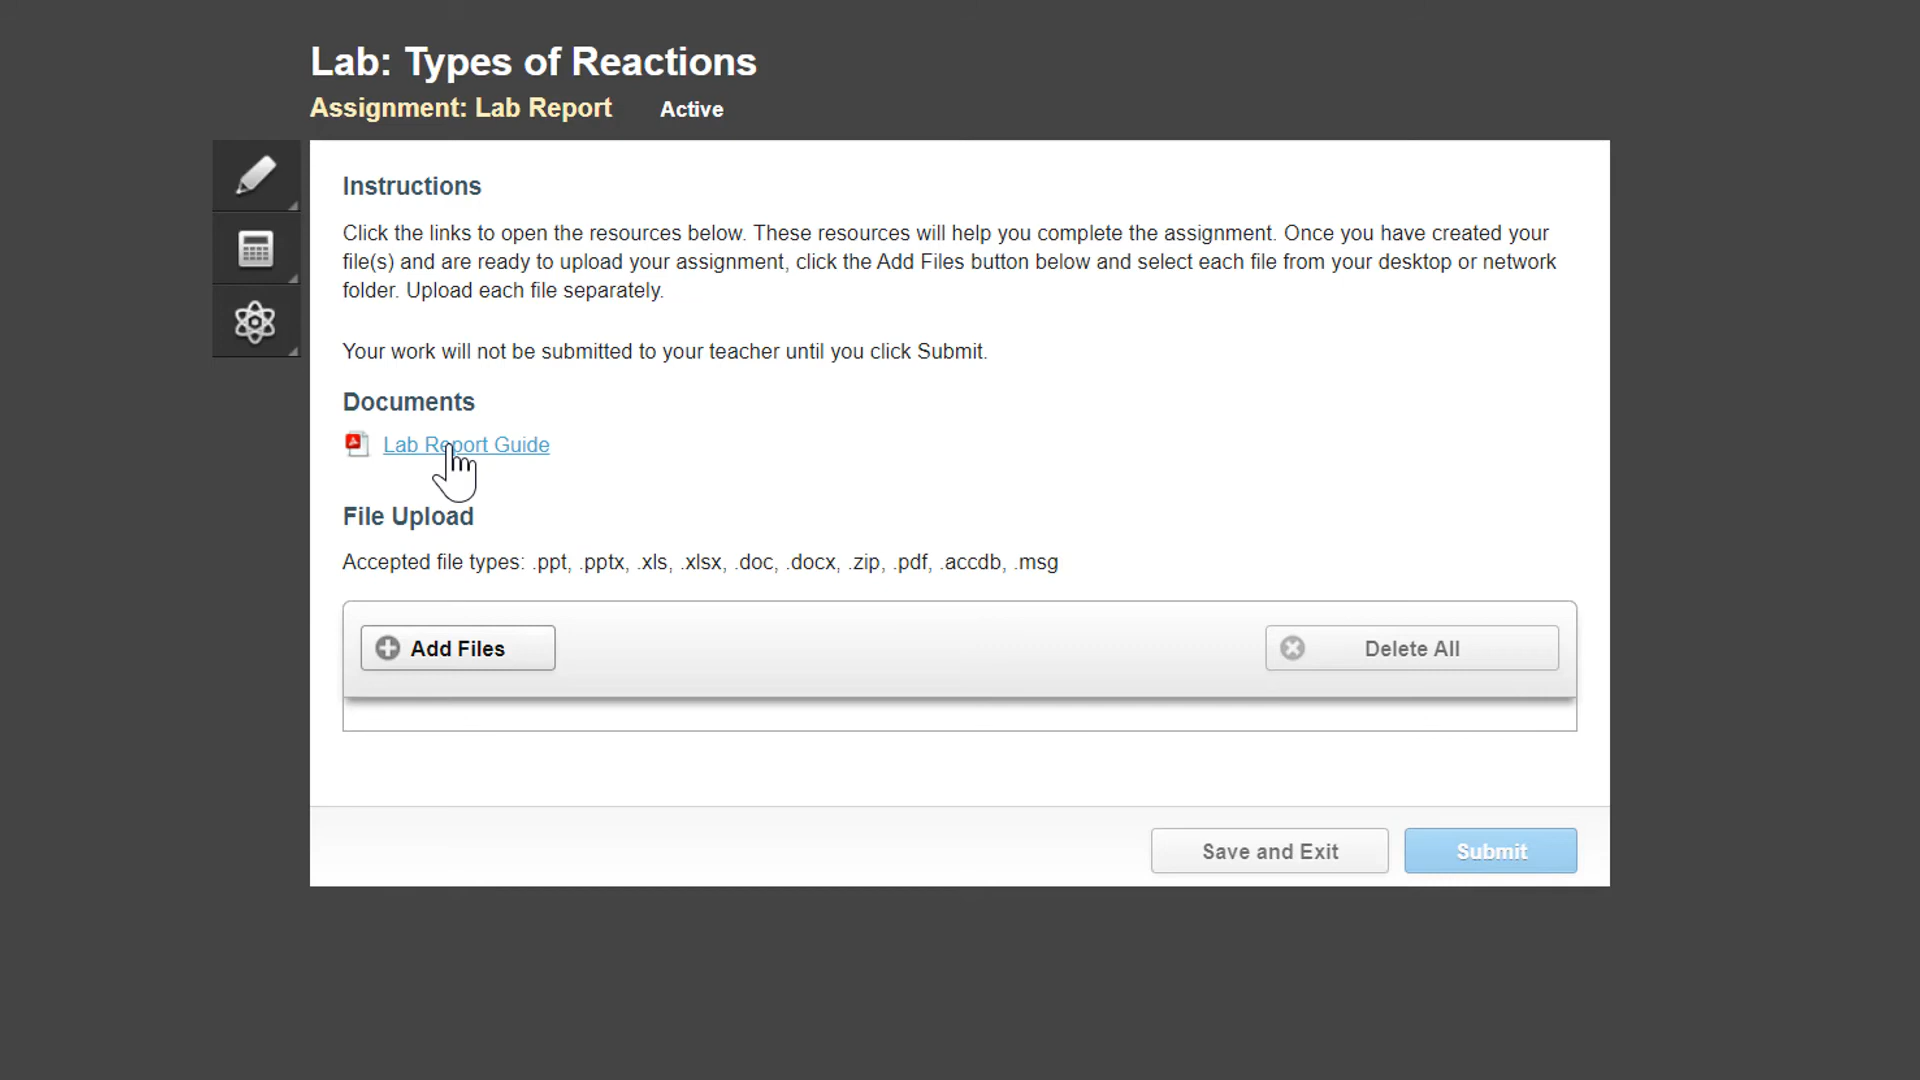 Lab: Types of Reactions
Assignment: Lab Report Active
Instructions
Click the links to open the resources below. These resources will help you complete the assignment. Once you have created your
file(s) and are ready to upload your assignment, click the Add Files button below and select each file from your desktop or network
folder. Upload each file separately.
Your work will not be submitted to your teacher until you click Submit.
Documents
Lab Report Guide
File Upload
Accepted file types: .ppt, .pptx, .xls, .xlsx, .doc, .docx, .zip, .pdf, .accdb, .msg
Add Files Delete All
Save and Exit Submit